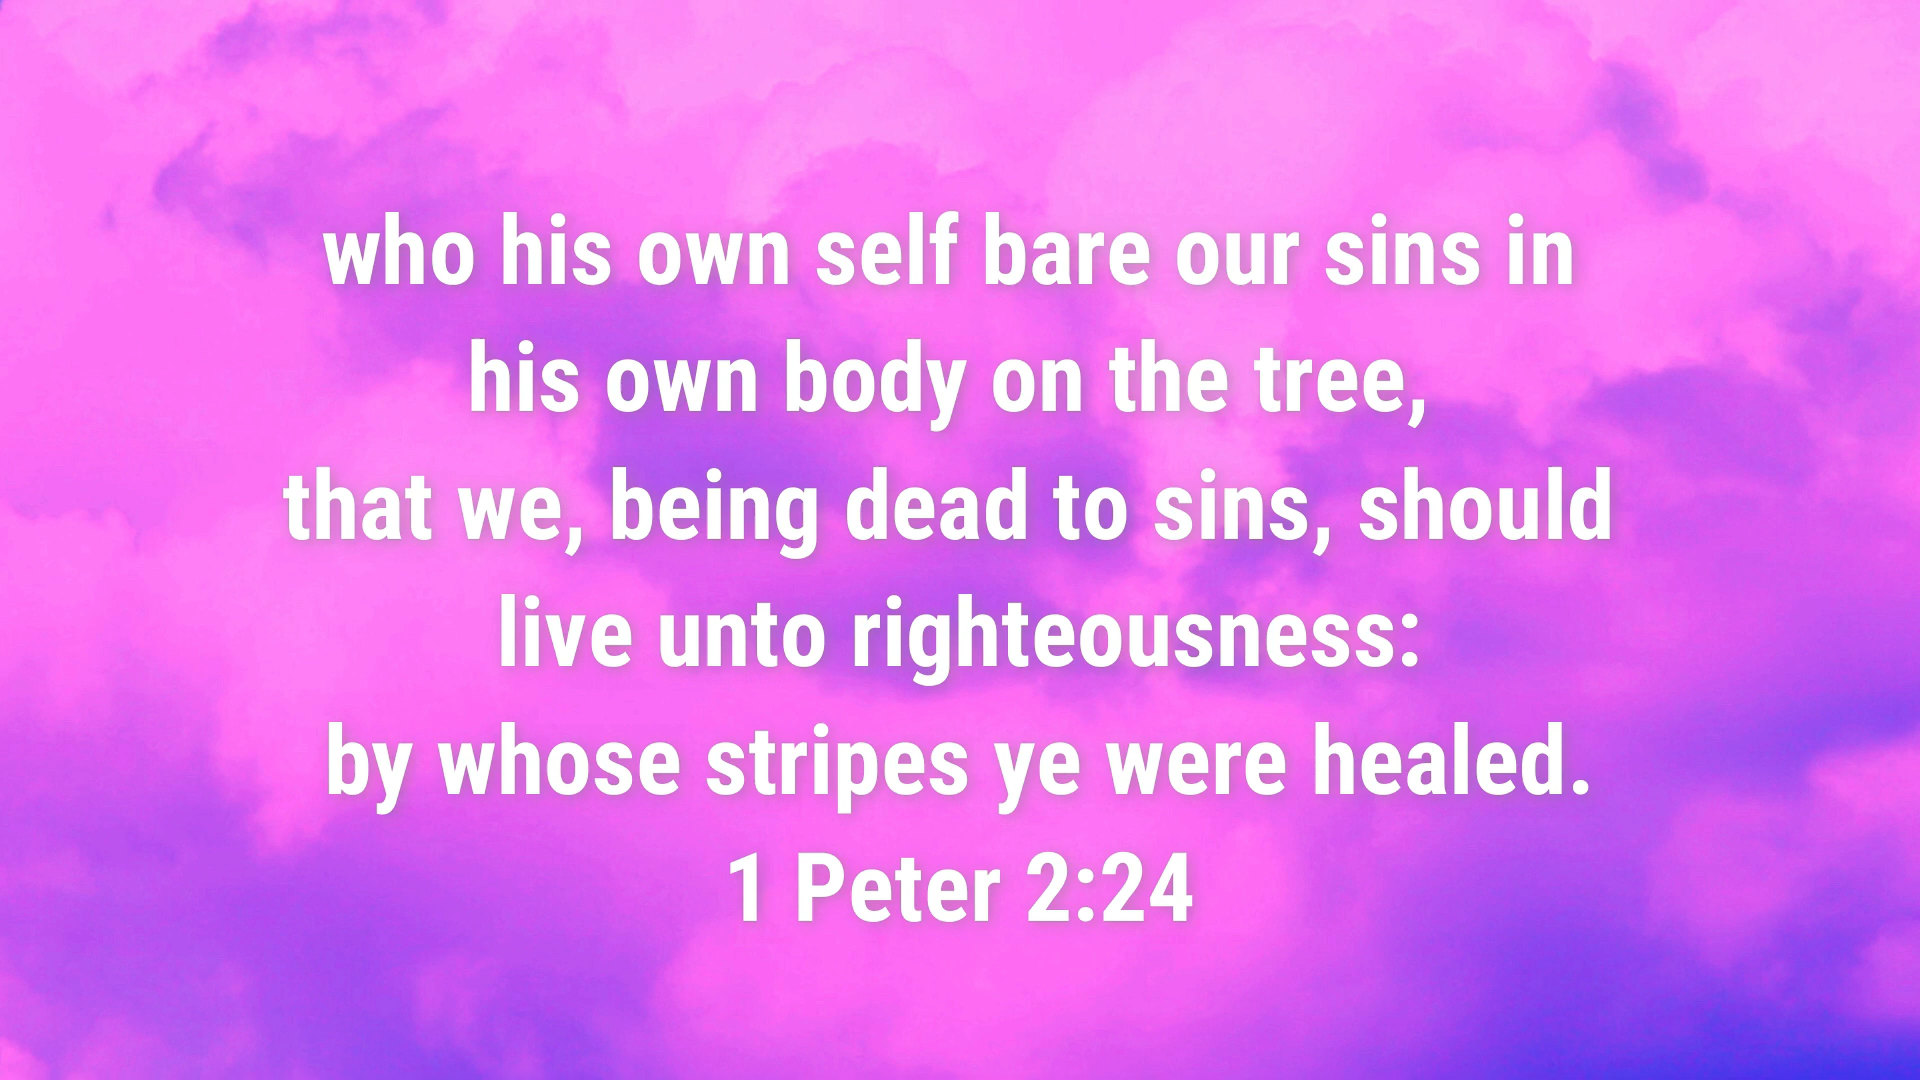 who his own self bare our sins in
his own body on the tree,
that we, being dead to sins, should
live unto righteousness:
by whose stripes ye were healed.
1 Peter 2:24